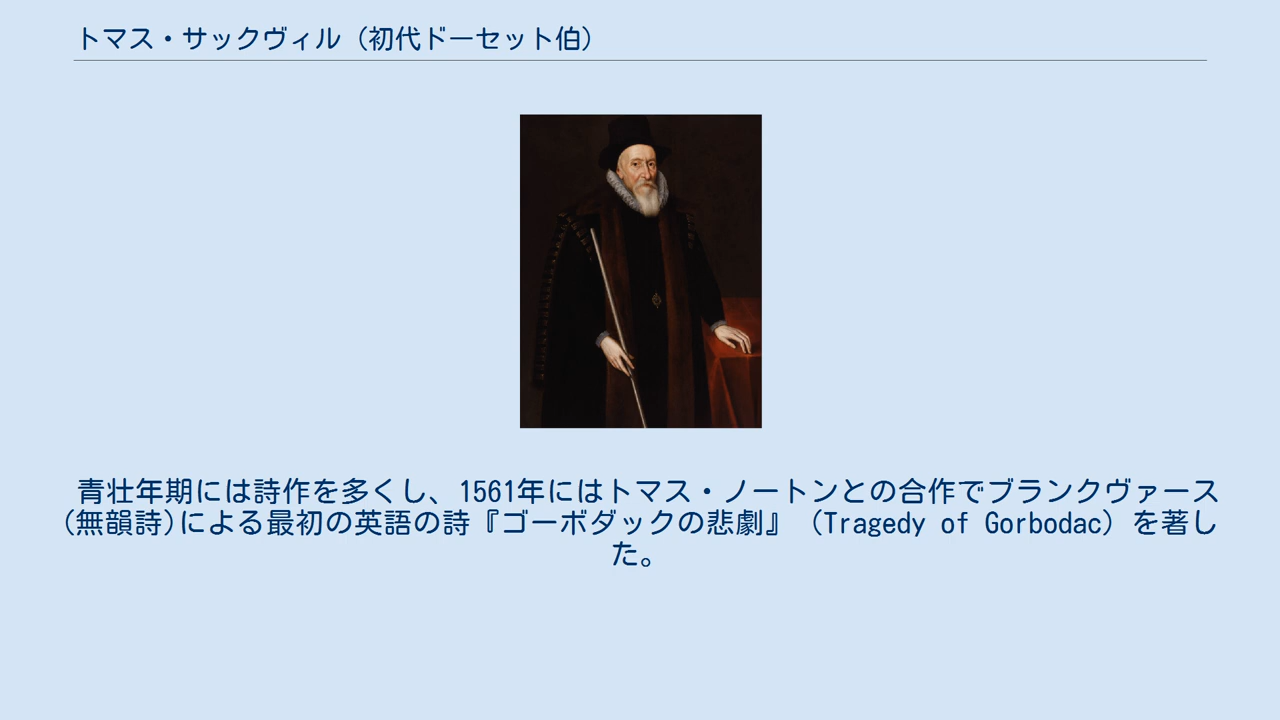 トマス・サックヴィル（初代ドーセット伯）
青壮年期には詩作を多くし、1561年にはトマス・ノートンとの合作でブランクヴァース
(無韻詩)による最初の英語の詩『ゴーボダックの悲劇』（Tragedy of Gorbodac）を著し
た。